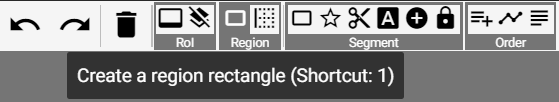 A
RoI Region Segment Order
Create a region rectangle (Shortcut: 1)